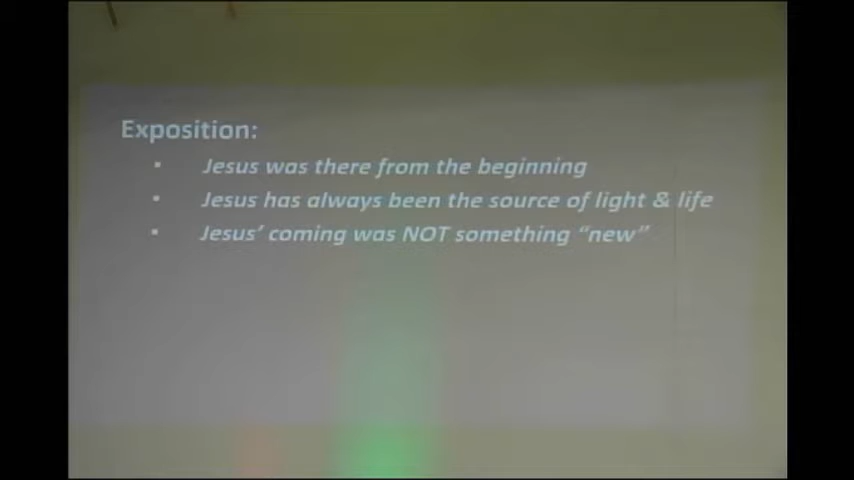 Exposition:
▪ Jesus was there from the beginning
▪ Jesus has always been the source of light & life
▪ Jesus’ coming was NOT something “new”